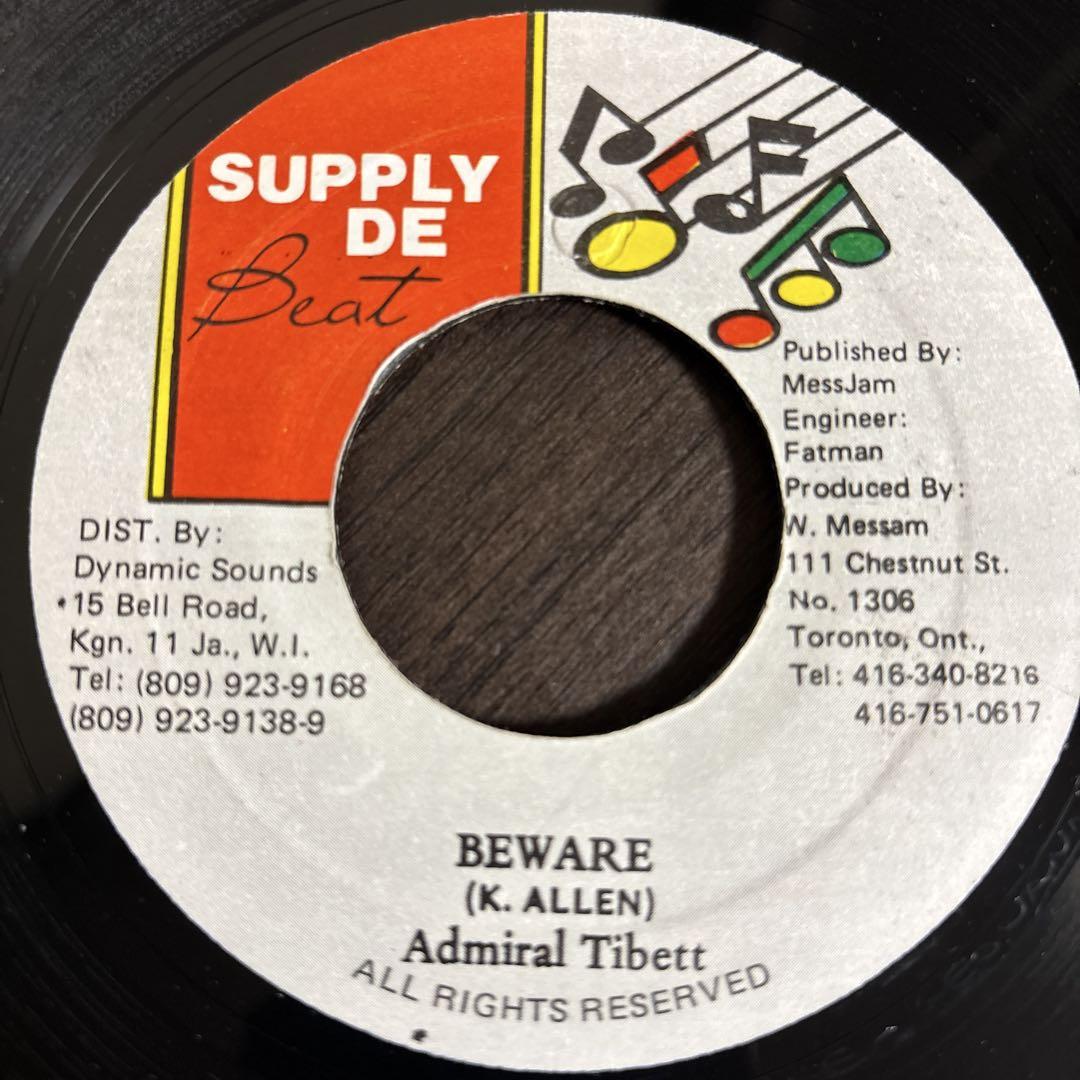 SUPPLY
DE
Beat
Published By:
MessJam
Engineer:
Fatman
Produced By:
W. Messam
111 Chestnut St.
No. 1306
Toronto, Ont.,
Tel: 416-340-8216
416-751-0617
DIST. By:
Dynamic Sounds
15 Bell Road,
Kgn. 11 Ja., W.I.
Tel: (809) 923-9168
(809) 923-9138-9
BEWARE
(K. ALLEN)
Admiral Tibett
ALL RIGHTS RESERVED